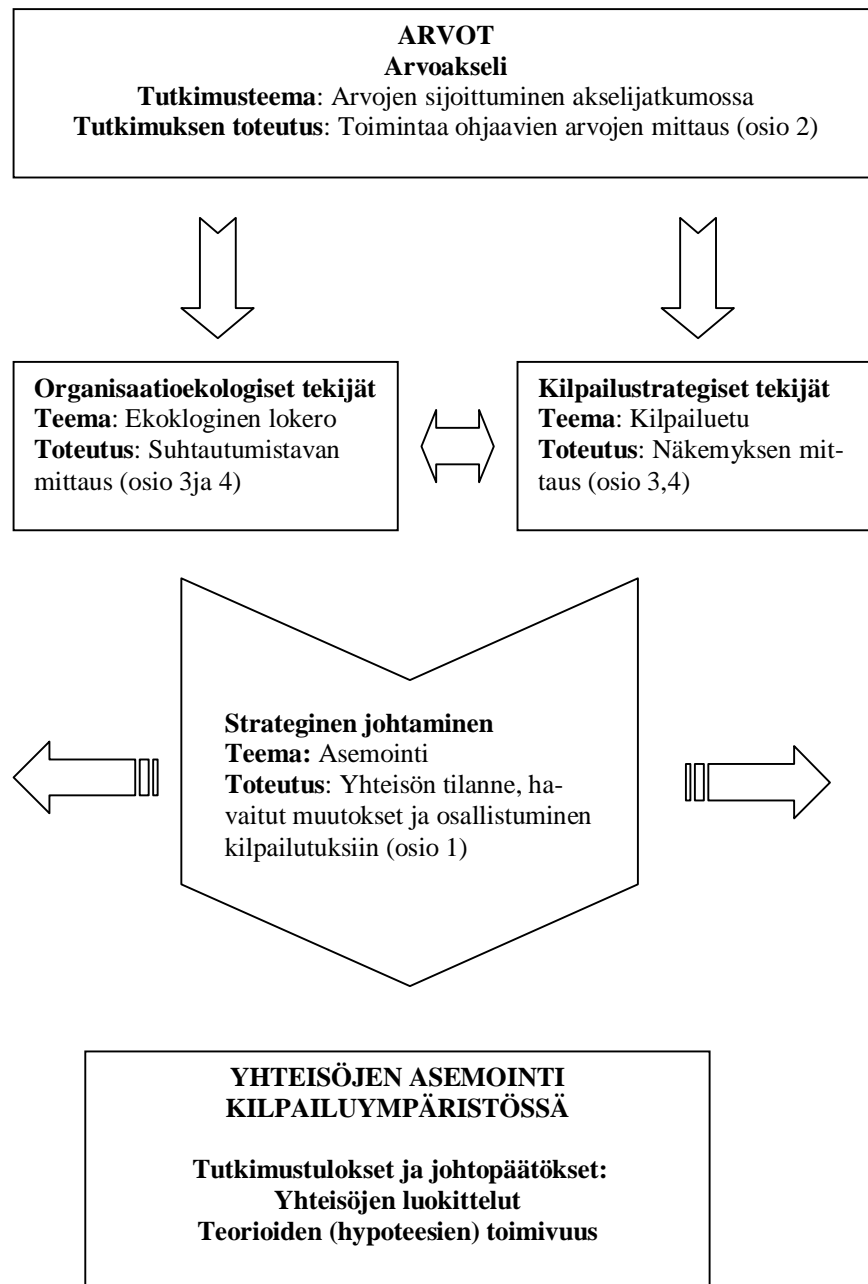 ARVOT
Arvoakseli
Tutkimusteema: Arvojen sijoittuminen akselijatkumossa
Tutkimuksen toteutus: Toimintaa ohjaavien arvojen mittaus (osio 2)
Organisaatioekologiset tekijät
Teema: Ekokloginen lokero
Toteutus: Suhtautumistavan
mittaus (osio 3ja 4)
Kilpailustrategiset tekijät
Teema: Kilpailuetu
Toteutus: Näkemyksen mit-
taus (osio 3,4)
Strateginen johtaminen
Teema: Asemointi
Toteutus: Yhteisön tilanne, ha-
vaitut muutokset ja osallistuminen
kilpailutuksiin (osio 1)
YHTEISÖJEN ASEMOINTI
KILPAILUYMPÄRISTÖSSÄ
Tutkimustulokset ja johtopäätökset:
Yhteisöjen luokittelut
Teorioiden (hypoteesien) toimivuus